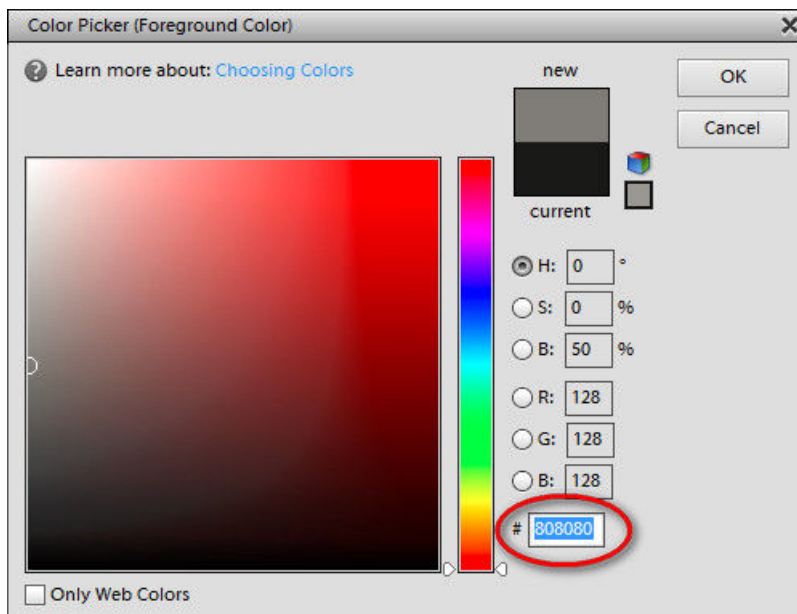 Color Picker (Foreground Color)
Learn more about: Choosing Colors
new
OK
Cancel
current
H: 0 °
S: 0 %
B: 50 %
R: 128
G: 128
B: 128
# 808080
Only Web Colors